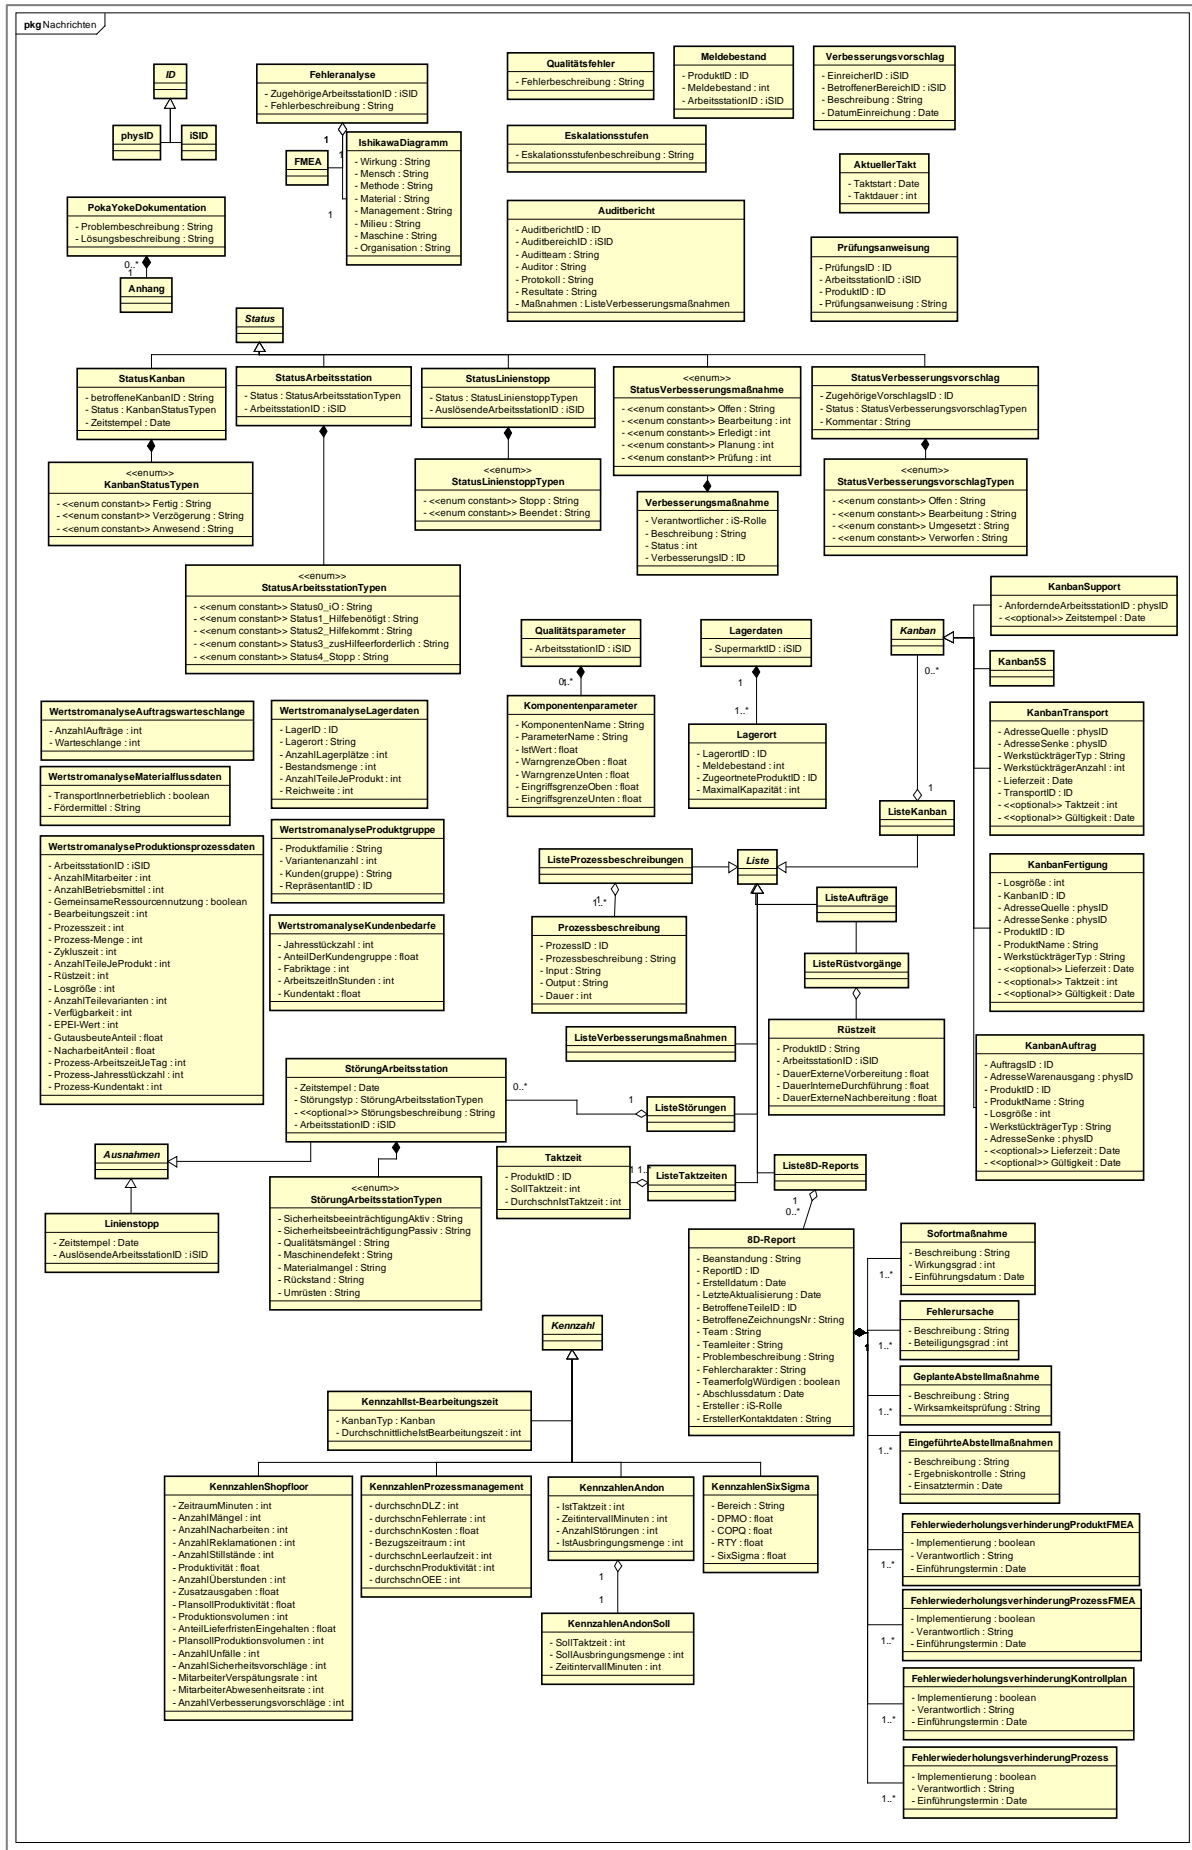 pkg Nachrichten
ID
physID
iSID
Fehleranalyse
- ZugehörigeArbeitsstationID : iSID
- Fehlerbeschreibung : String
1
1
1
FMEA
IshikawaDiagramm
- Wirkung : String
- Mensch : String
- Methode : String
- Material : String
- Management : String
- Milieu : String
- Maschine : String
- Organisation : String
Qualitätsfehler
- Fehlerbeschreibung : String
Meldebestand
- ProduktID : ID
- Meldebestand : int
- ArbeitsstationID : iSID
Verbesserungsvorschlag
- EinreicherID : iSID
- BetroffenerBereichID : iSID
- Beschreibung : String
- DatumEinreichung : Date
Eskalationsstufen
- Eskalationsstufenbeschreibung : String
AktuellerTakt
- Taktstart : Date
- Taktdauer : int
PokaYokeDokumentation
- Problembeschreibung : String
- Lösungsbeschreibung : String
0..*
1
Anhang
Auditbericht
- AuditberichtID : ID
- AuditbereichID : iSID
- Auditteam : String
- Auditor : String
- Protokoll : String
- Resultate : String
- Maßnahmen : ListeVerbesserungsmaßnahmen
Prüfungsanweisung
- PrüfungsID : ID
- ArbeitsstationID : iSID
- ProduktID : ID
- Prüfungsanweisung : String
Status
StatusKanban
- betroffeneKanbanID : String
- Status : KanbanStatusTypen
- Zeitstempel : Date
StatusArbeitsstation
- Status : StatusArbeitsstationTypen
- ArbeitsstationID : iSID
StatusLinienstopp
- Status : StatusLinienstoppTypen
- AuslösendeArbeitsstationID : iSID
<<enum>>
StatusVerbesserungsmaßnahme
- <<enum constant>> Offen : String
- <<enum constant>> Bearbeitung : int
- <<enum constant>> Erledigt : int
- <<enum constant>> Planung : int
- <<enum constant>> Prüfung : int
StatusVerbesserungsvorschlag
- ZugehörigeVorschlagsID : ID
- Status : StatusVerbesserungsvorschlagTypen
- Kommentar : String
<<enum>>
KanbanStatusTypen
- <<enum constant>> Fertig : String
- <<enum constant>> Verzögerung : String
- <<enum constant>> Anwesend : String
<<enum>>
StatusLinienstoppTypen
- <<enum constant>> Stopp : String
- <<enum constant>> Beendet : String
Verbesserungsmaßnahme
- Verantwortlicher : iS-Rolle
- Beschreibung : String
- Status : int
- VerbesserungsID : ID
<<enum>>
StatusVerbesserungsvorschlagTypen
- <<enum constant>> Offen : String
- <<enum constant>> Bearbeitung : String
- <<enum constant>> Umgesetzt : String
- <<enum constant>> Verworfen : String
<<enum>>
StatusArbeitsstationTypen
- <<enum constant>> Status0_iO : String
- <<enum constant>> Status1_Hilfebenötigt : String
- <<enum constant>> Status2_Hilfekommt : String
- <<enum constant>> Status3_zusHilfeerforderlich : String
- <<enum constant>> Status4_Stopp : String
Qualitätsparameter
- ArbeitsstationID : iSID
Komponentenparameter
- KomponentenName : String
- ParameterName : String
- IstWert : float
- WarngrenzeOben : float
- WarngrenzeUnten : float
- EingriffsgrenzeOben : float
- EingriffsgrenzeUnten : float
Lagerdaten
- SupermarktID : iSID
1
1..*
Lagerort
- LagerortID : ID
- Meldebestand : int
- ZugeortneteProduktID : ID
- MaximalKapazität : int
Kanban
0..*
1
ListeKanban
KanbanSupport
- AnforderndeArbeitsstationID : physID
- <<optional>> Zeitstempel : Date
Kanban5S
KanbanTransport
- AdresseQuelle : physID
- AdresseSenke : physID
- WerkstückträgerTyp : String
- WerkstückträgerAnzahl : int
- Lieferzeit : Date
- TransportID : ID
- <<optional>> Taktzeit : int
- <<optional>> Gültigkeit : Date
KanbanFertigung
- Losgröße : int
- KanbanID : ID
- AdresseQuelle : physID
- AdresseSenke : physID
- ProduktID : ID
- ProduktName : String
- WerkstückträgerTyp : String
- <<optional>> Lieferzeit : Date
- <<optional>> Taktzeit : int
- <<optional>> Gültigkeit : Date
KanbanAuftrag
- AuftragsID : ID
- AdresseWarenausgang : physID
- ProduktID : ID
- ProduktName : String
- Losgröße : int
- WerkstückträgerTyp : String
- AdresseSenke : physID
- <<optional>> Lieferzeit : Date
- <<optional>> Gültigkeit : Date
WertstromanalyseAuftragswarteschlange
- AnzahlAufträge : int
- Warteschlange : int
WertstromanalyseMaterialflussdaten
- TransportInnerbetrieblich : boolean
- Fördermittel : String
WertstromanalyseProduktionsprozessdaten
- ArbeitsstationID : iSID
- AnzahlMitarbeiter : int
- AnzahlBetriebsmittel : int
- GemeinsameRessourcennutzung : boolean
- Bearbeitungszeit : int
- Prozesszeit : int
- Prozess-Menge : int
- Zykluszeit : int
- AnzahlTeileJeProdukt : int
- Rüstzeit : int
- Losgröße : int
- AnzahlTeilevarianten : int
- Verfügbarkeit : int
- EPEI-Wert : int
- GutausbeuteAnteil : float
- NacharbeitAnteil : float
- Prozess-ArbeitszeitJeTag : int
- Prozess-Jahresstückzahl : int
- Prozess-Kundentakt : int
WertstromanalyseLagerdaten
- LagerID : ID
- Lagerort : String
- AnzahlLagerplätze : int
- Bestandsmenge : int
- AnzahlTeileJeProdukt : int
- Reichweite : int
WertstromanalyseProduktgruppe
- Produktfamilie : String
- Variantenanzahl : int
- Kunden(gruppe) : String
- RepräsentantID : ID
WertstromanalyseKundenbedarfe
- Jahresstückzahl : int
- AnteilDerKundengruppe : float
- Fabriktage : int
- ArbeitszeitInStunden : int
- Kundentakt : float
ListeProzessbeschreibungen
Liste
1..*
Prozessbeschreibung
- ProzessID : ID
- Prozessbeschreibung : String
- Input : String
- Output : String
- Dauer : int
ListeAufträge
ListeRüstvorgänge
Rüstzeit
- ProduktID : String
- ArbeitsstationID : iSID
- DauerExterneVorbereitung : float
- DauerInterneDurchführung : float
- DauerExterneNachbereitung : float
ListeVerbesserungsmaßnahmen
StörungArbeitsstation
- Zeitstempel : Date
- Störungstyp : StörungArbeitsstationTypen
- <<optional>> Störungsbeschreibung : String
- ArbeitsstationID : iSID
0..*
1
ListeStörungen
Ausnahmen
Linienstopp
- Zeitstempel : Date
- AuslösendeArbeitsstationID : iSID
<<enum>>
StörungArbeitsstationTypen
- SicherheitsbeeinträchtigungAktiv : String
- SicherheitsbeeinträchtigungPassiv : String
- Qualitätsmängel : String
- Maschinendefekt : String
- Materialmangel : String
- Rückstand : String
- Umrüsten : String
Taktzeit
- ProduktID : ID
- SollTaktzeit : int
- DurchschnIstTaktzeit : int
1
1..*
ListeTaktzeiten
Liste8D-Reports
1
0..*
8D-Report
- Beanstandung : String
- ReportID : ID
- Erstelldatum : Date
- LetzteAktualisierung : Date
- BetroffeneTeileID : ID
- BetroffeneZeichnungsNr : String
- Team : String
- Teamleiter : String
- Problembeschreibung : String
- Fehlercharakter : String
- TeamerfolgWürdigen : boolean
- Abschlussdatum : Date
- Ersteller : iS-Rolle
- ErstellerKontaktdaten : String
Sofortmaßnahme
- Beschreibung : String
- Wirkungsgrad : int
- Einführungsdatum : Date
1..*
Fehlerursache
- Beschreibung : String
- Beteiligungsgrad : int
1..*
GeplanteAbstellmaßnahme
- Beschreibung : String
- Wirksamkeitsprüfung : String
1..*
EingeführteAbstellmaßnahmen
- Beschreibung : String
- Ergebniskontrolle : String
- Einsatztermin : Date
1..*
FehlerwiederholungsverhinderungProduktFMEA
- Implementierung : boolean
- Verantwortlich : String
- Einführungstermin : Date
1..*
FehlerwiederholungsverhinderungProzessFMEA
- Implementierung : boolean
- Verantwortlich : String
- Einführungstermin : Date
1..*
FehlerwiederholungsverhinderungKontrollplan
- Implementierung : boolean
- Verantwortlich : String
- Einführungstermin : Date
1..*
FehlerwiederholungsverhinderungProzess
- Implementierung : boolean
- Verantwortlich : String
- Einführungstermin : Date
1..*
Kennzahl
KennzahlIst-Bearbeitungszeit
- KanbanTyp : Kanban
- DurchschnittlicheIstBearbeitungszeit : int
KennzahlenShopfloor
- ZeitraumMinuten : int
- AnzahlMängel : int
- AnzahlNacharbeiten : int
- AnzahlReklamationen : int
- AnzahlStillstände : int
- Produktivität : float
- AnzahlÜberstunden : int
- Zusatzausgaben : float
- PlansollProduktivität : float
- Produktionsvolumen : int
- AnteilLieferfristenEingehalten : float
- PlansollProduktionsvolumen : int
- AnzahlUnfälle : int
- AnzahlSicherheitsvorschläge : int
- MitarbeiterVerspätungsrate : int
- MitarbeiterAbwesenheitsrate : int
- AnzahlVerbesserungsvorschläge : int
KennzahlenProzessmanagement
- durchschnDLZ : int
- durchschnFehlerrate : int
- durchschnKosten : float
- Bezugszeitraum : int
- durchschnLeerlaufzeit : int
- durchschnProduktivität : int
- durchschnOEE : int
KennzahlenAndon
- IstTaktzeit : int
- ZeitintervallMinuten : int
- AnzahlStörungen : int
- IstAusbringungsmenge : int
1
1
KennzahlenAndonSoll
- SollTaktzeit : int
- SollAusbringungsmenge : int
- ZeitintervallMinuten : int
KennzahlenSixSigma
- Bereich : String
- DPMO : float
- COPQ : float
- RTY : float
- SixSigma : float